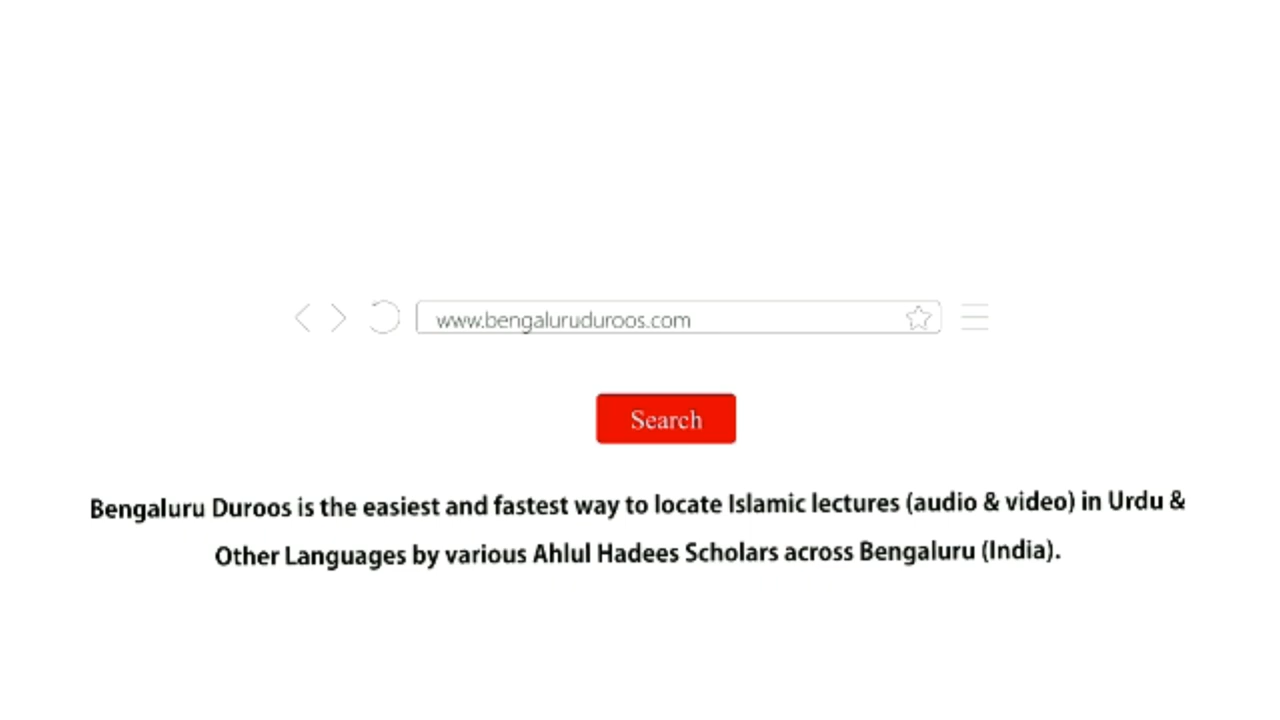 www.bengaluruduroos.com
Search
Bengaluru Duroos is the easiest and fastest way to locate Islamic lectures (audio & video) in Urdu &
Other Languages by various Ahlul Hadees Scholars across Bengaluru (India).